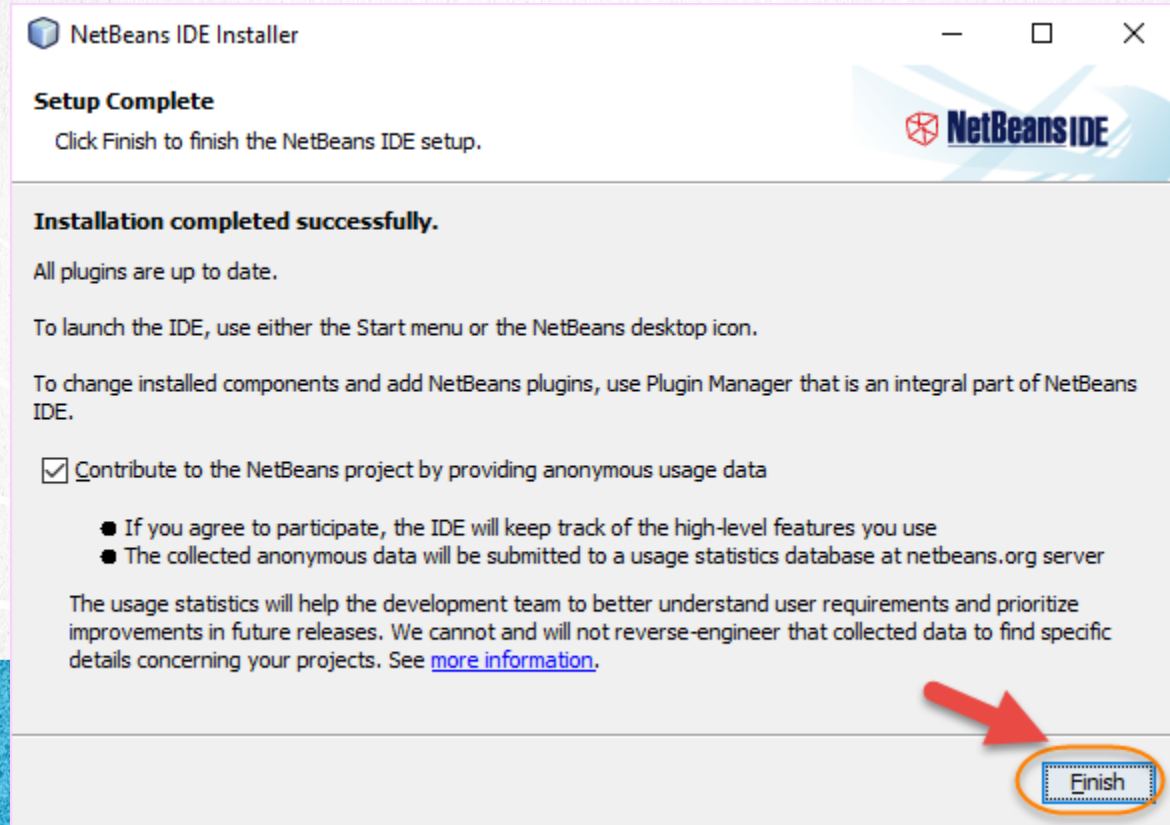 NetBeans IDE Installer
Setup Complete
Click Finish to finish the NetBeans IDE setup.
NetBeans IDE
Installation completed successfully.
All plugins are up to date.
To launch the IDE, use either the Start menu or the NetBeans desktop icon.
To change installed components and add NetBeans plugins, use Plugin Manager that is an integral part of NetBeans
IDE.
Contribute to the NetBeans project by providing anonymous usage data
If you agree to participate, the IDE will keep track of the high-level features you use
The collected anonymous data will be submitted to a usage statistics database at netbeans.org server
The usage statistics will help the development team to better understand user requirements and prioritize
improvements in future releases. We cannot and will not reverse-engineer that collected data to find specific
details concerning your projects. See more information.
Finish